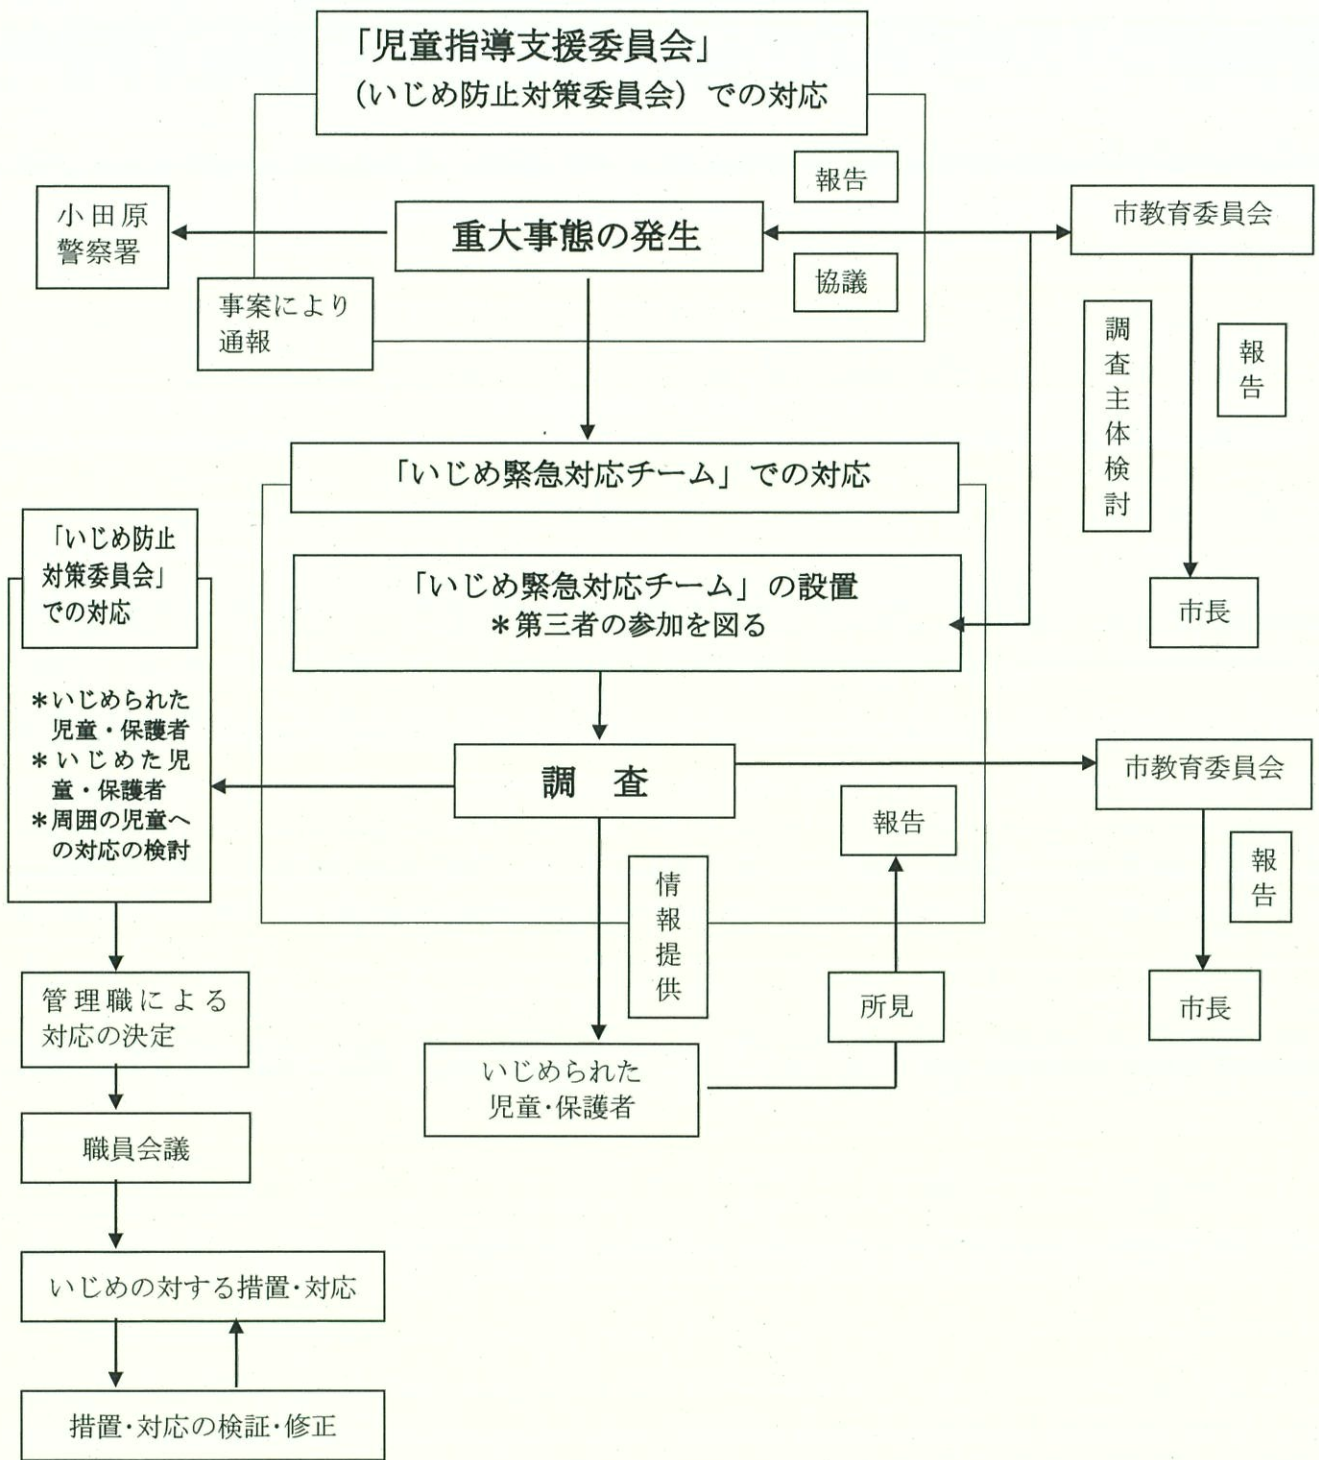 「児童指導支援委員会」
（いじめ防止対策委員会）での対応
報告
小田原
警察署
重大事態の発生
市教育委員会
協議
事案により
通報
調査主体検討
報告
「いじめ緊急対応チーム」での対応
「いじめ防止
対策委員会」
での対応
「いじめ緊急対応チーム」の設置
＊第三者の参加を図る
市長
＊いじめられた
児童・保護者
＊いじめた児
童・保護者
＊周囲の児童へ
の対応の検討
調　査
市教育委員会
報告
報告
情報提供
管理職による
対応の決定
所見
市長
いじめられた
児童・保護者
職員会議
いじめの対する措置・対応
措置・対応の検証・修正